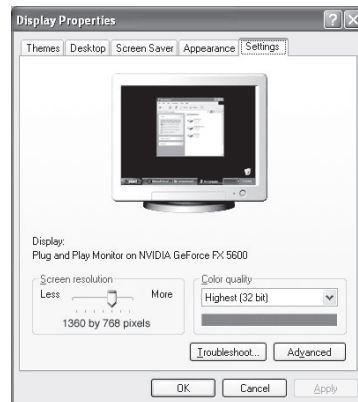 Display Properties
Themes Desktop Screen Saver Appearance Settings
Display:
Plug and Play Monitor on NVIDIA GeForce FX 5600
Screen resolution
Less More
1360 by 768 pixels
Color quality
Highest (32 bit)
Troubleshoot... Advanced
OK Cancel Apply